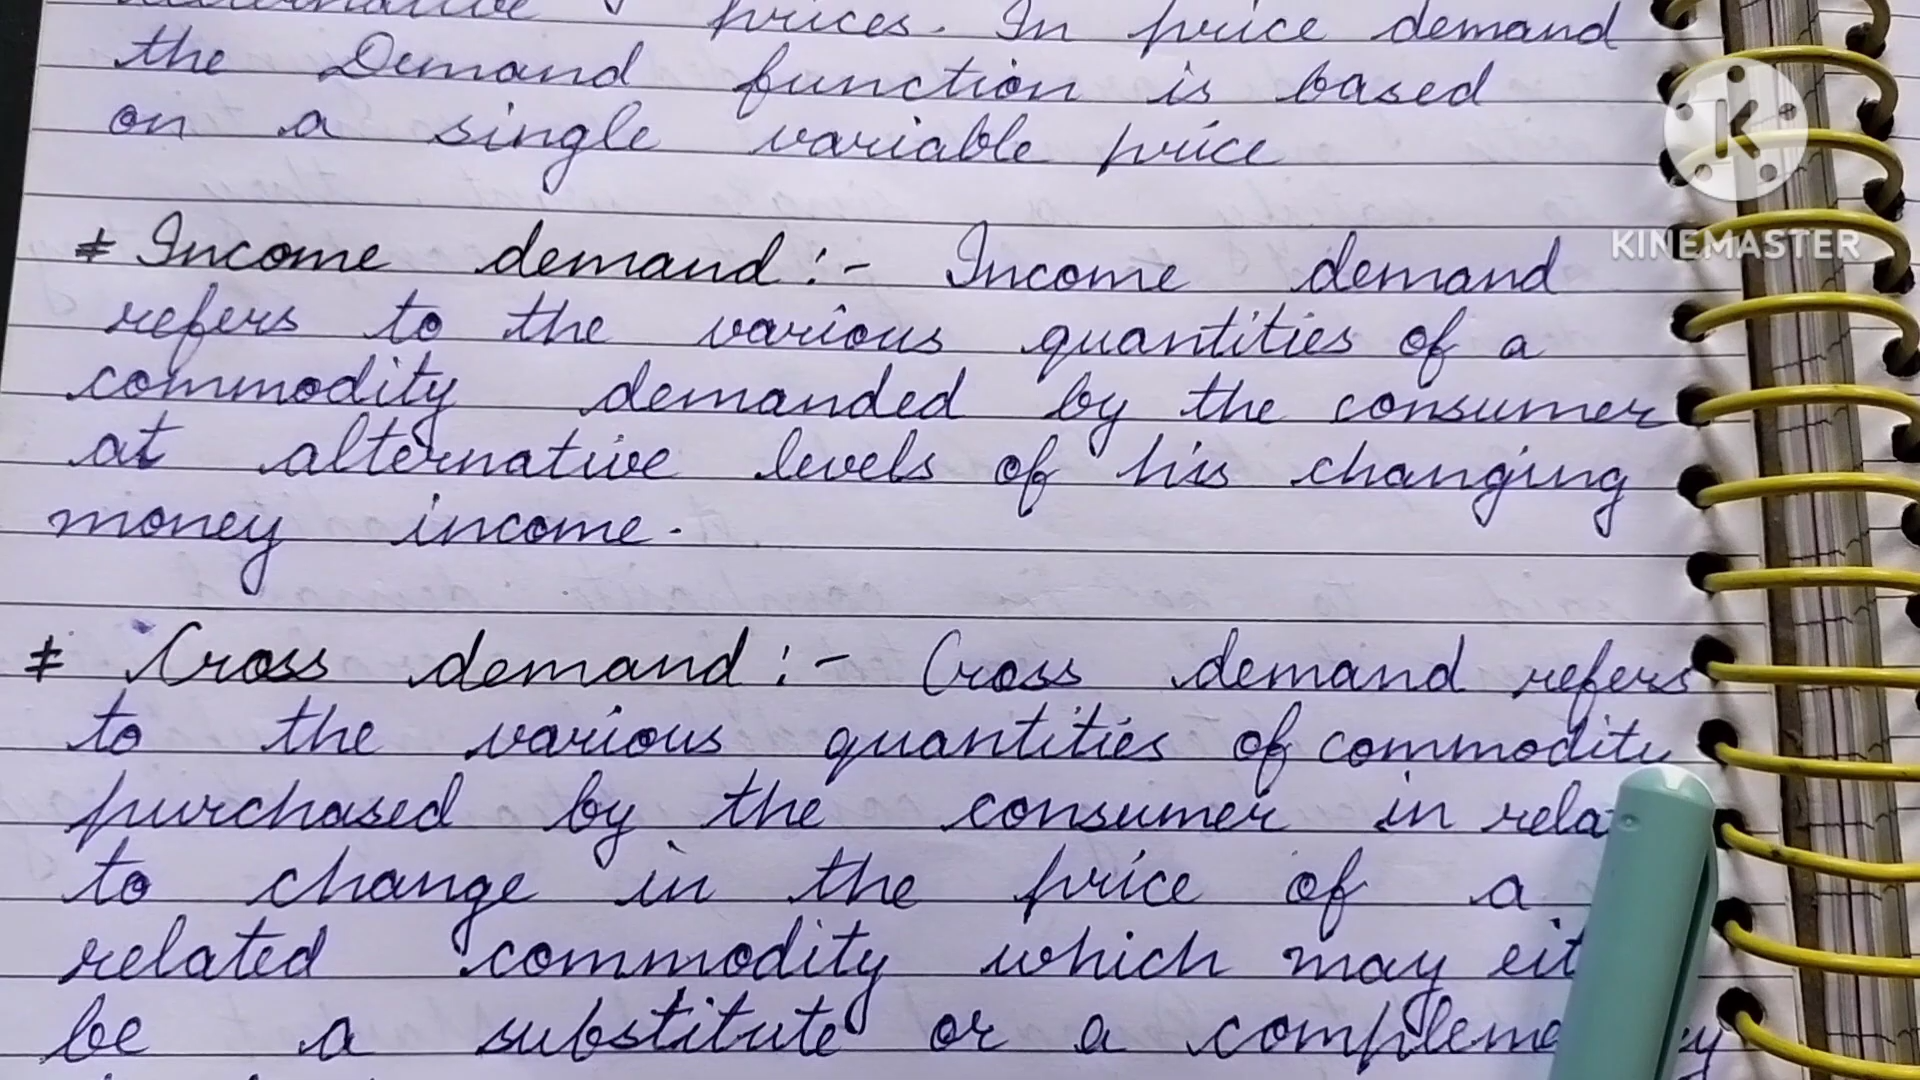 alternative prices. In price demand
the Demand function is based
on a single variable price
K
KINEMASTER
# Income demand :- Income demand
refers to the various quantities of a
commodity demanded by the consumer
at alternative levels of his changing
money income.
# Cross demand :- Cross demand refers
to the various quantities of commodity
purchased by the consumer in rela
to change in the price of a
related commodity which may eit
be a substitute or a compleme y